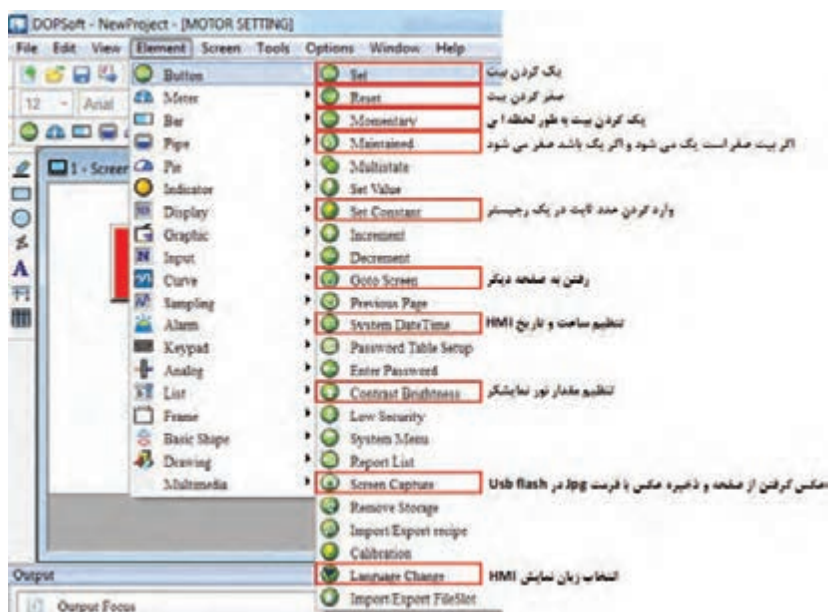 DOPSoft - NewProject - [MOTOR SETTING]
File Edit View Element Screen Tools Options Window Help
12 Arial
1 - Screen
Button
Meter
Bar
Pipe
Pie
Indicator
Display
Graphic
Input
Curve
Sampling
Alarm
Keypad
Analog
List
Frame
Basic Shape
Drawing
Multimedia
Set یک کردن بیت
Reset صفر کردن بیت
Momentary یک کردن بیت به طور لحظه ا ی
Maintained اگر بیت صفر است یک می شود و اگر یک باشد صفر می شود
Multistate
Set Value
Set Constant وارد کردن عدد ثابت در یک رجیستر
Increment
Decrement
Goto Screen رفتن به صفحه دیگر
Previous Page
System DateTime تنظیم ساعت و تاریخ HMI
Password Table Setup
Enter Password
Contrast Brightness تنظیم مقدار نور نمایشگر
Low Security
System Menu
Report List
Screen Capture عکس گرفتن از صفحه و ذخیره عکس با فرمت Jpg در Usb flash
Remove Storage
Import/Export recipe
Calibration
Language Change انتخاب زبان نمایش HMI
Import/Export FileSlot
Output
Output Focus